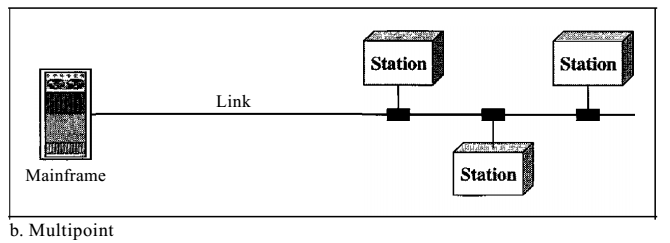 Station
Station
Link
Mainframe
Station
b. Multipoint